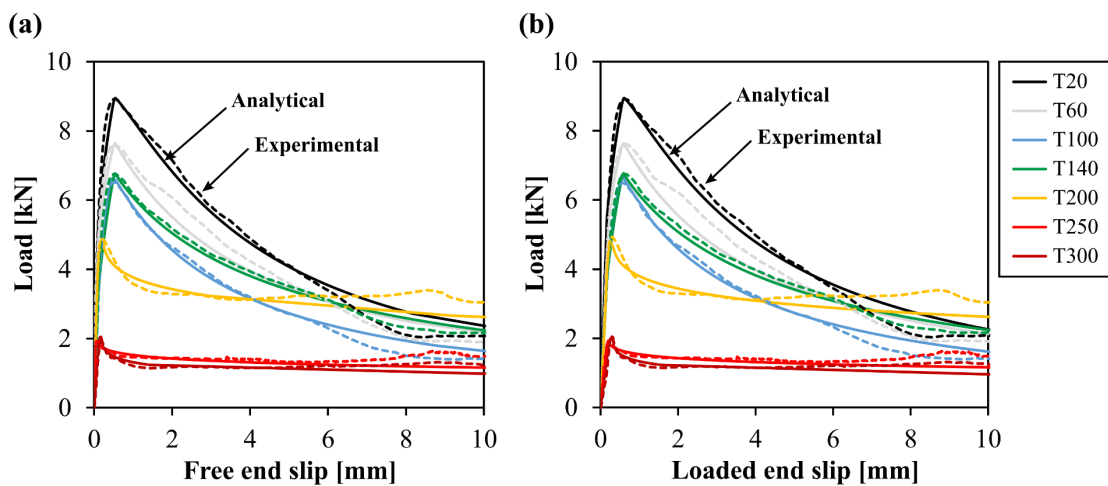 (a)
(b)
10
8
6
4
2
0
Load [kN]
Analytical
Experimental
0 2 4 6 8 10
Free end slip [mm]
10
8
6
4
2
0
Load [kN]
Analytical
Experimental
0 2 4 6 8 10
Loaded end slip [mm]
T20
T60
T100
T140
T200
T250
T300